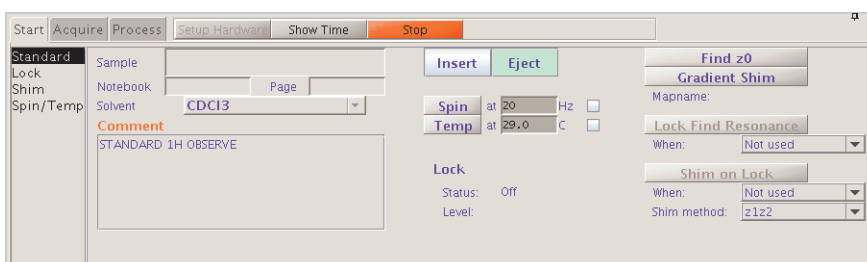 Start Acquire Process Setup Hardware Show Time Stop
Standard
Lock
Shim
Spin/Temp
Sample
Notebook Page
Solvent CDCl3
Comment
STANDARD 1H OBSERVE
Insert Eject
Spin at 20 Hz
Temp at 29.0 C
Lock
Status: Off
Level:
Find z0
Gradient Shim
Mapname:
Lock Find Resonance
When: Not used
Shim on Lock
When: Not used
Shim method: z1z2